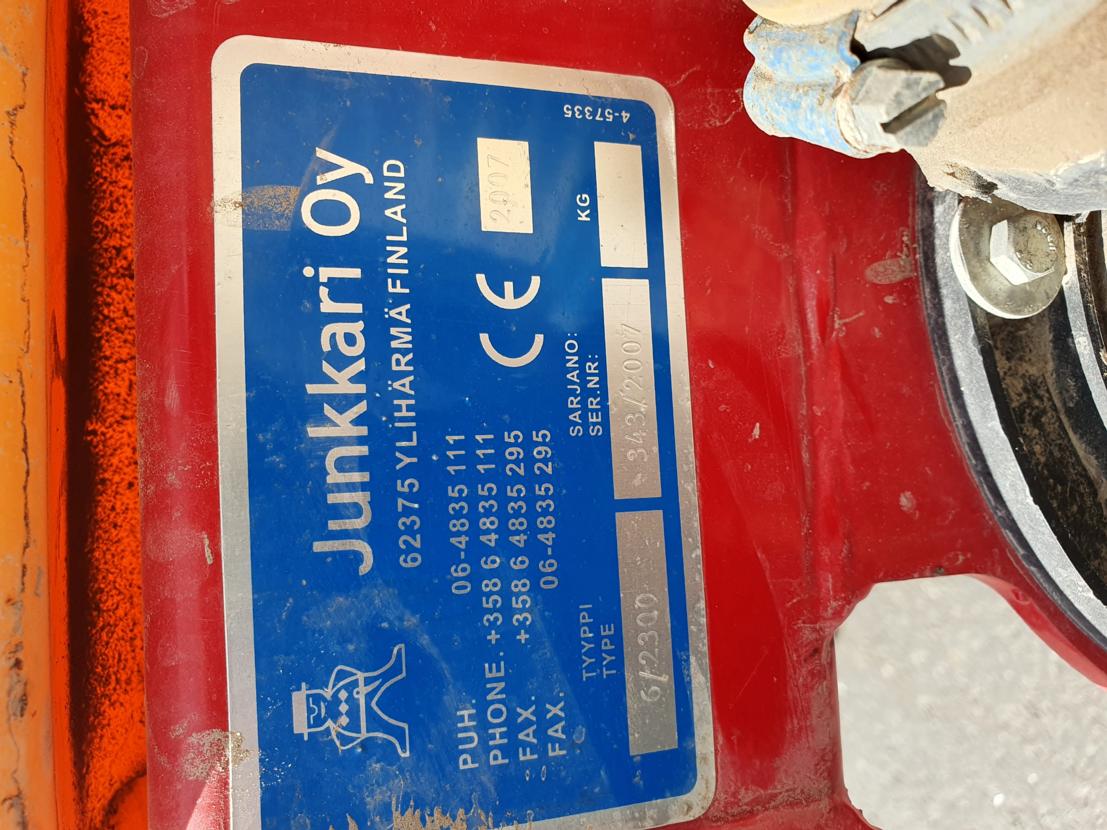 Junkkari Oy
62375 YLIHÄRMÄ FINLAND
PUH. 06-4835 111
PHONE. +358 6 4835 111
FAX. +358 6 4835 295
FAX. 06-4835 295
CE 2007
TYYPPI
TYPE
SARJANO:
SER.NR:
KG
343/2007
4-57335